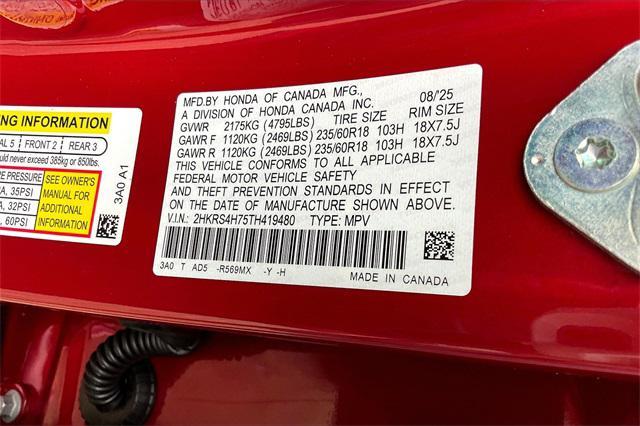 ING INFORMATION
AL 5 FRONT 2 REAR 3
ould never exceed 385kg or 850lbs.
E PRESSURE
A, 35PSI
A, 32PSI
A, 60PSI
SEE OWNER'S
MANUAL FOR
ADDITIONAL
INFORMATION
3A0 A1
MFD.BY HONDA OF CANADA MFG., 08/'25
A DIVISION OF HONDA CANADA INC.
TIRE SIZE RIM SIZE
GVWR 2175KG (4795LBS)
GAWR F 1120KG (2469LBS) 235/60R18 103H 18X7.5J
GAWR R 1120KG (2469LBS) 235/60R18 103H 18X7.5J
THIS VEHICLE CONFORMS TO ALL APPLICABLE
FEDERAL MOTOR VEHICLE SAFETY
AND THEFT PREVENTION STANDARDS IN EFFECT
ON THE DATE OF MANUFACTURE SHOWN ABOVE.
V.I.N.: 2HKRS4H75TH419480 TYPE: MPV
3A0 T AD5 -R569MX -Y -H
MADE IN CANADA